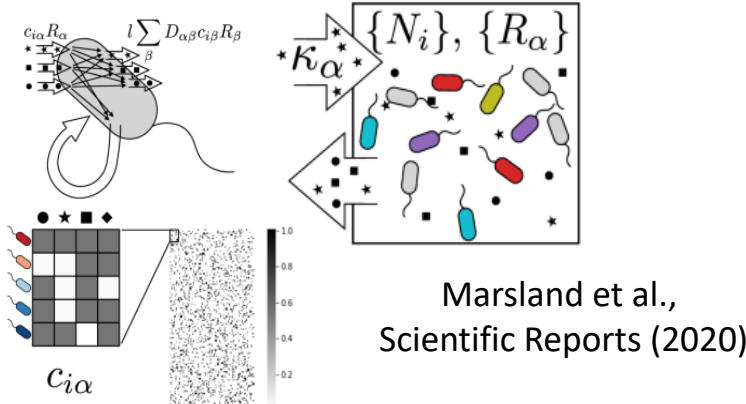 c_{iα}R_α
l∑_β D_{αβ}c_{iβ}R_β
κ_α
{N_i}, {R_α}
1.0
0.8
0.6
0.4
0.2
c_{iα}
Marsland et al.,
Scientific Reports (2020)